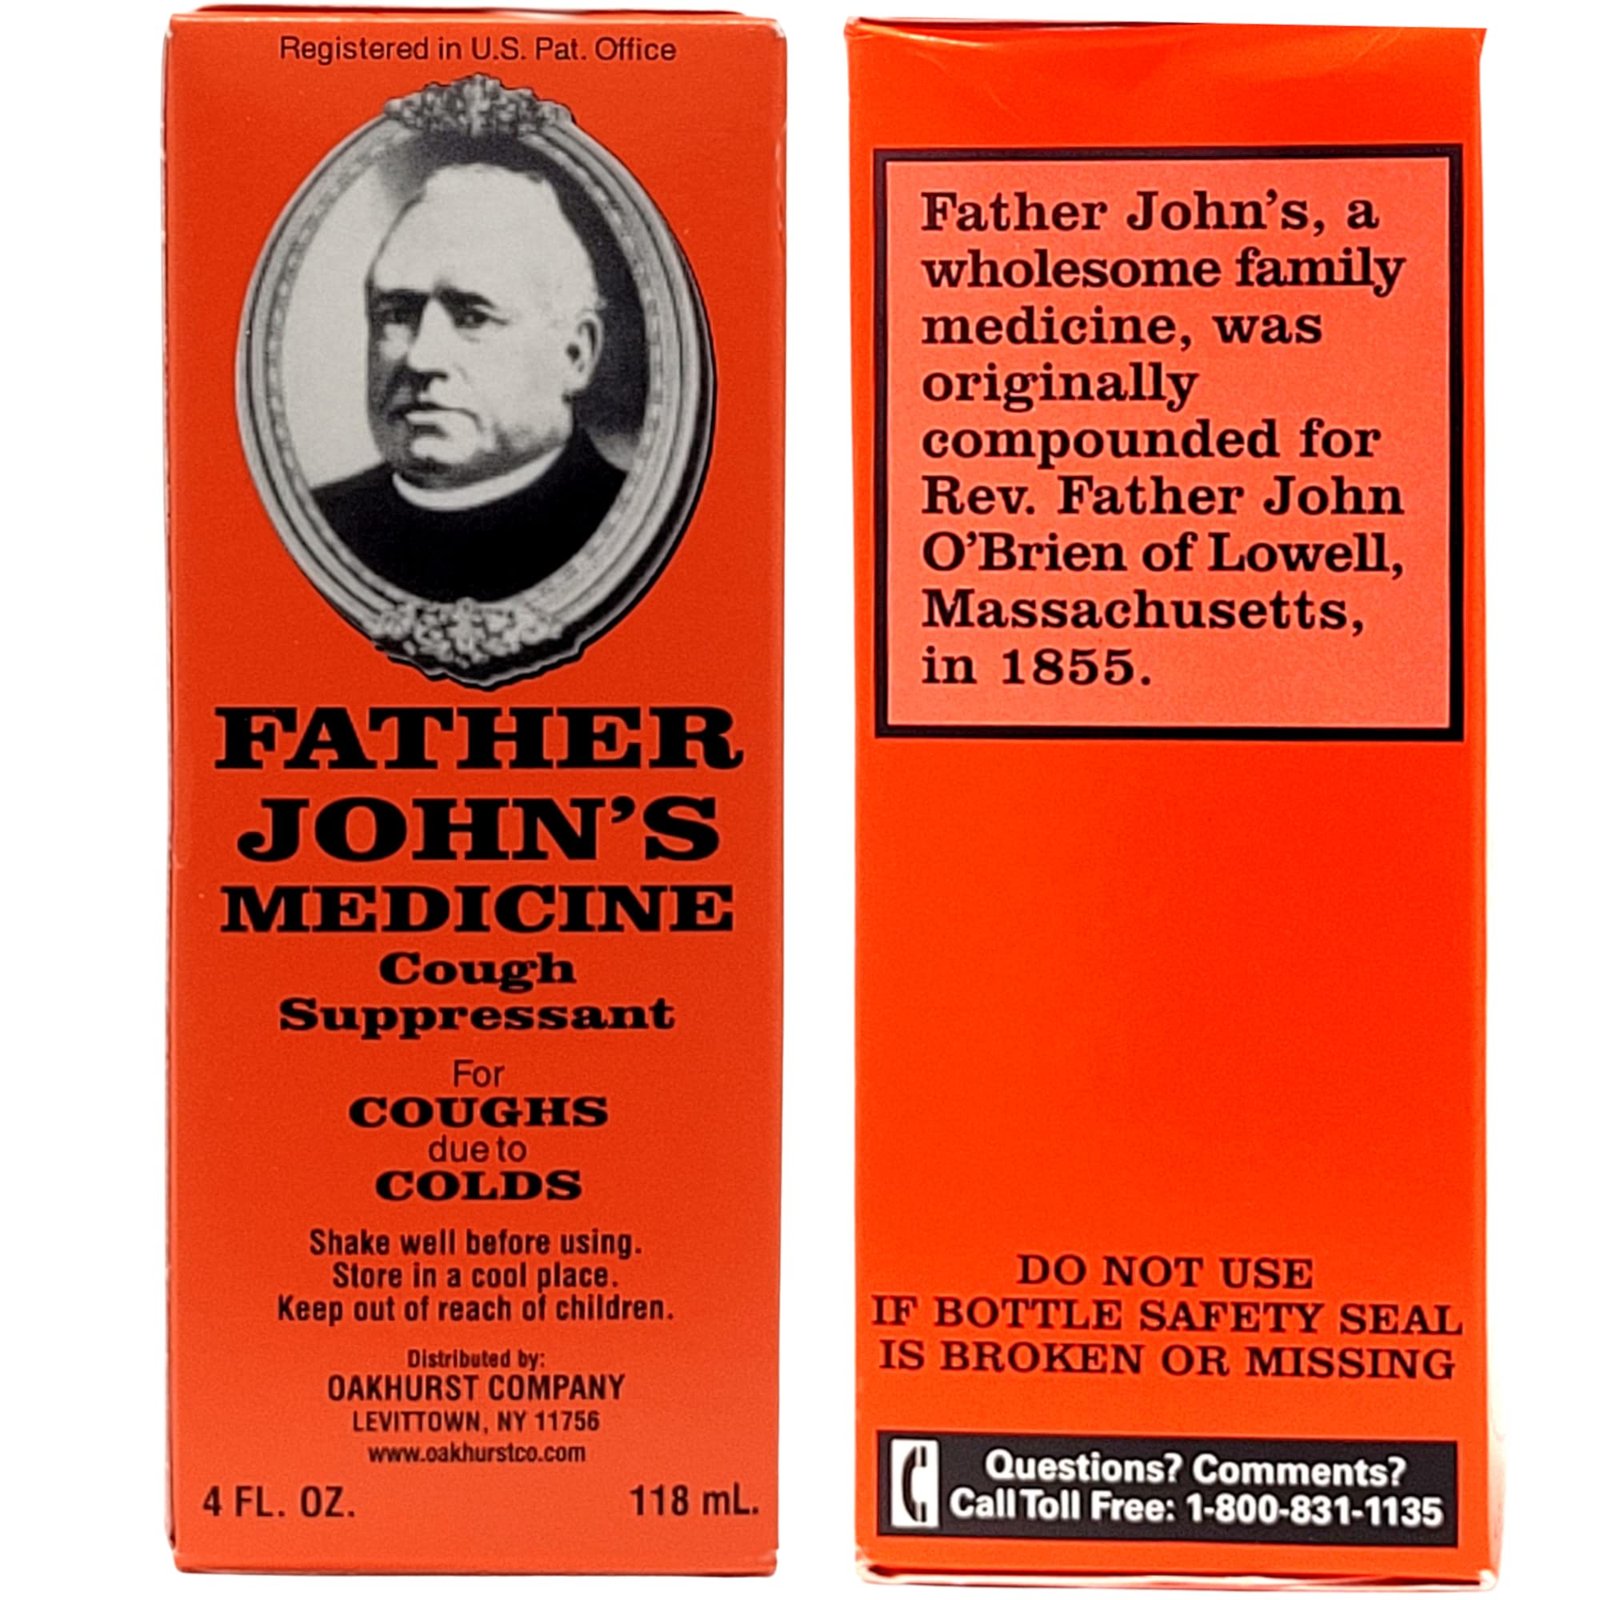 Registered in U.S. Pat. Office
FATHER
JOHN'S
MEDICINE
Cough
Suppressant
For
COUGHS
due to
COLDS
Shake well before using.
Store in a cool place.
Keep out of reach of children.
Distributed by:
OAKHURST COMPANY
LEVITTOWN, NY 11756
www.oakhurstco.com
4 FL. OZ. 118 mL.
Father John's, a
wholesome family
medicine, was
originally
compounded for
Rev. Father John
O'Brien of Lowell,
Massachusetts,
in 1855.
DO NOT USE
IF BOTTLE SAFETY SEAL
IS BROKEN OR MISSING
Questions? Comments?
Call Toll Free: 1-800-831-1135